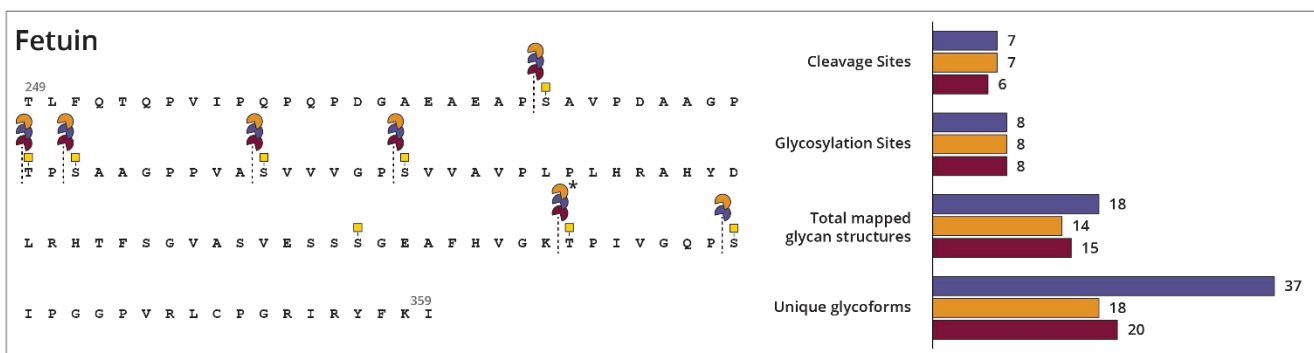 Fetuin
249
T L F Q T Q P V I P Q P Q P D G A E A E A P S A V P D A A G P
T P S A A G P P V A S V V V G P S V V A V P L P L H R A H Y D
*
L R H T F S G V A S V E S S S G E A F H V G K T P I V G Q P S
359
I P G G P V R L C P G R I R Y F K I
Cleavage Sites
7
7
6
Glycosylation Sites
8
8
8
Total mapped
glycan structures
18
14
15
Unique glycoforms
37
18
20